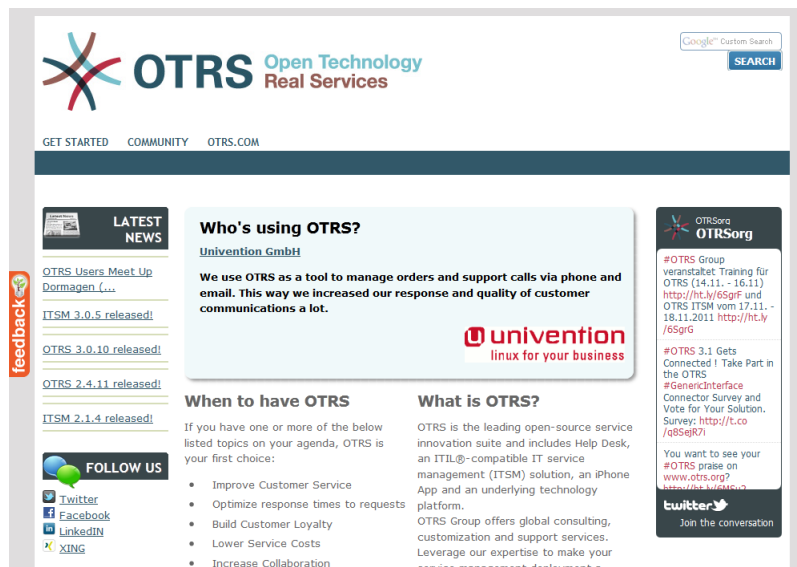 OTRS Open Technology
Real Services
Google™ Custom Search
SEARCH
GET STARTED COMMUNITY OTRS.COM
feedback
LATEST
NEWS
OTRS Users Meet Up
Dormagen (...
ITSM 3.0.5 released!
OTRS 3.0.10 released!
OTRS 2.4.11 released!
ITSM 2.1.4 released!
FOLLOW US
Twitter
Facebook
LinkedIN
XING
Who's using OTRS?
Univention GmbH
We use OTRS as a tool to manage orders and support calls via phone and
email. This way we increased our response and quality of customer
communications a lot.
univention
linux for your business
When to have OTRS
If you have one or more of the below
listed topics on your agenda, OTRS is
your first choice:
• Improve Customer Service
• Optimize response times to requests
• Build Customer Loyalty
• Lower Service Costs
• Increase Collaboration
What is OTRS?
OTRS is the leading open-source service
innovation suite and includes Help Desk,
an ITIL®-compatible IT service
management (ITSM) solution, an iPhone
App and an underlying technology
platform.
OTRS Group offers global consulting,
customization and support services.
Leverage our expertise to make your
service management deployment a
OTRSorg
OTRSorg
#OTRS Group
veranstaltet Training für
OTRS (14.11. - 16.11)
http://ht.ly/6SgrF und
OTRS ITSM vom 17.11. -
18.11.2011 http://ht.ly
/6SgrG
#OTRS 3.1 Gets
Connected ! Take Part in
the OTRS
#GenericInterface
Connector Survey and
Vote for Your Solution.
Survey: http://t.co
/q8SejR7i
You want to see your
#OTRS praise on
www.otrs.org?
http://ht.ly/6MSu2
twitter
Join the conversation